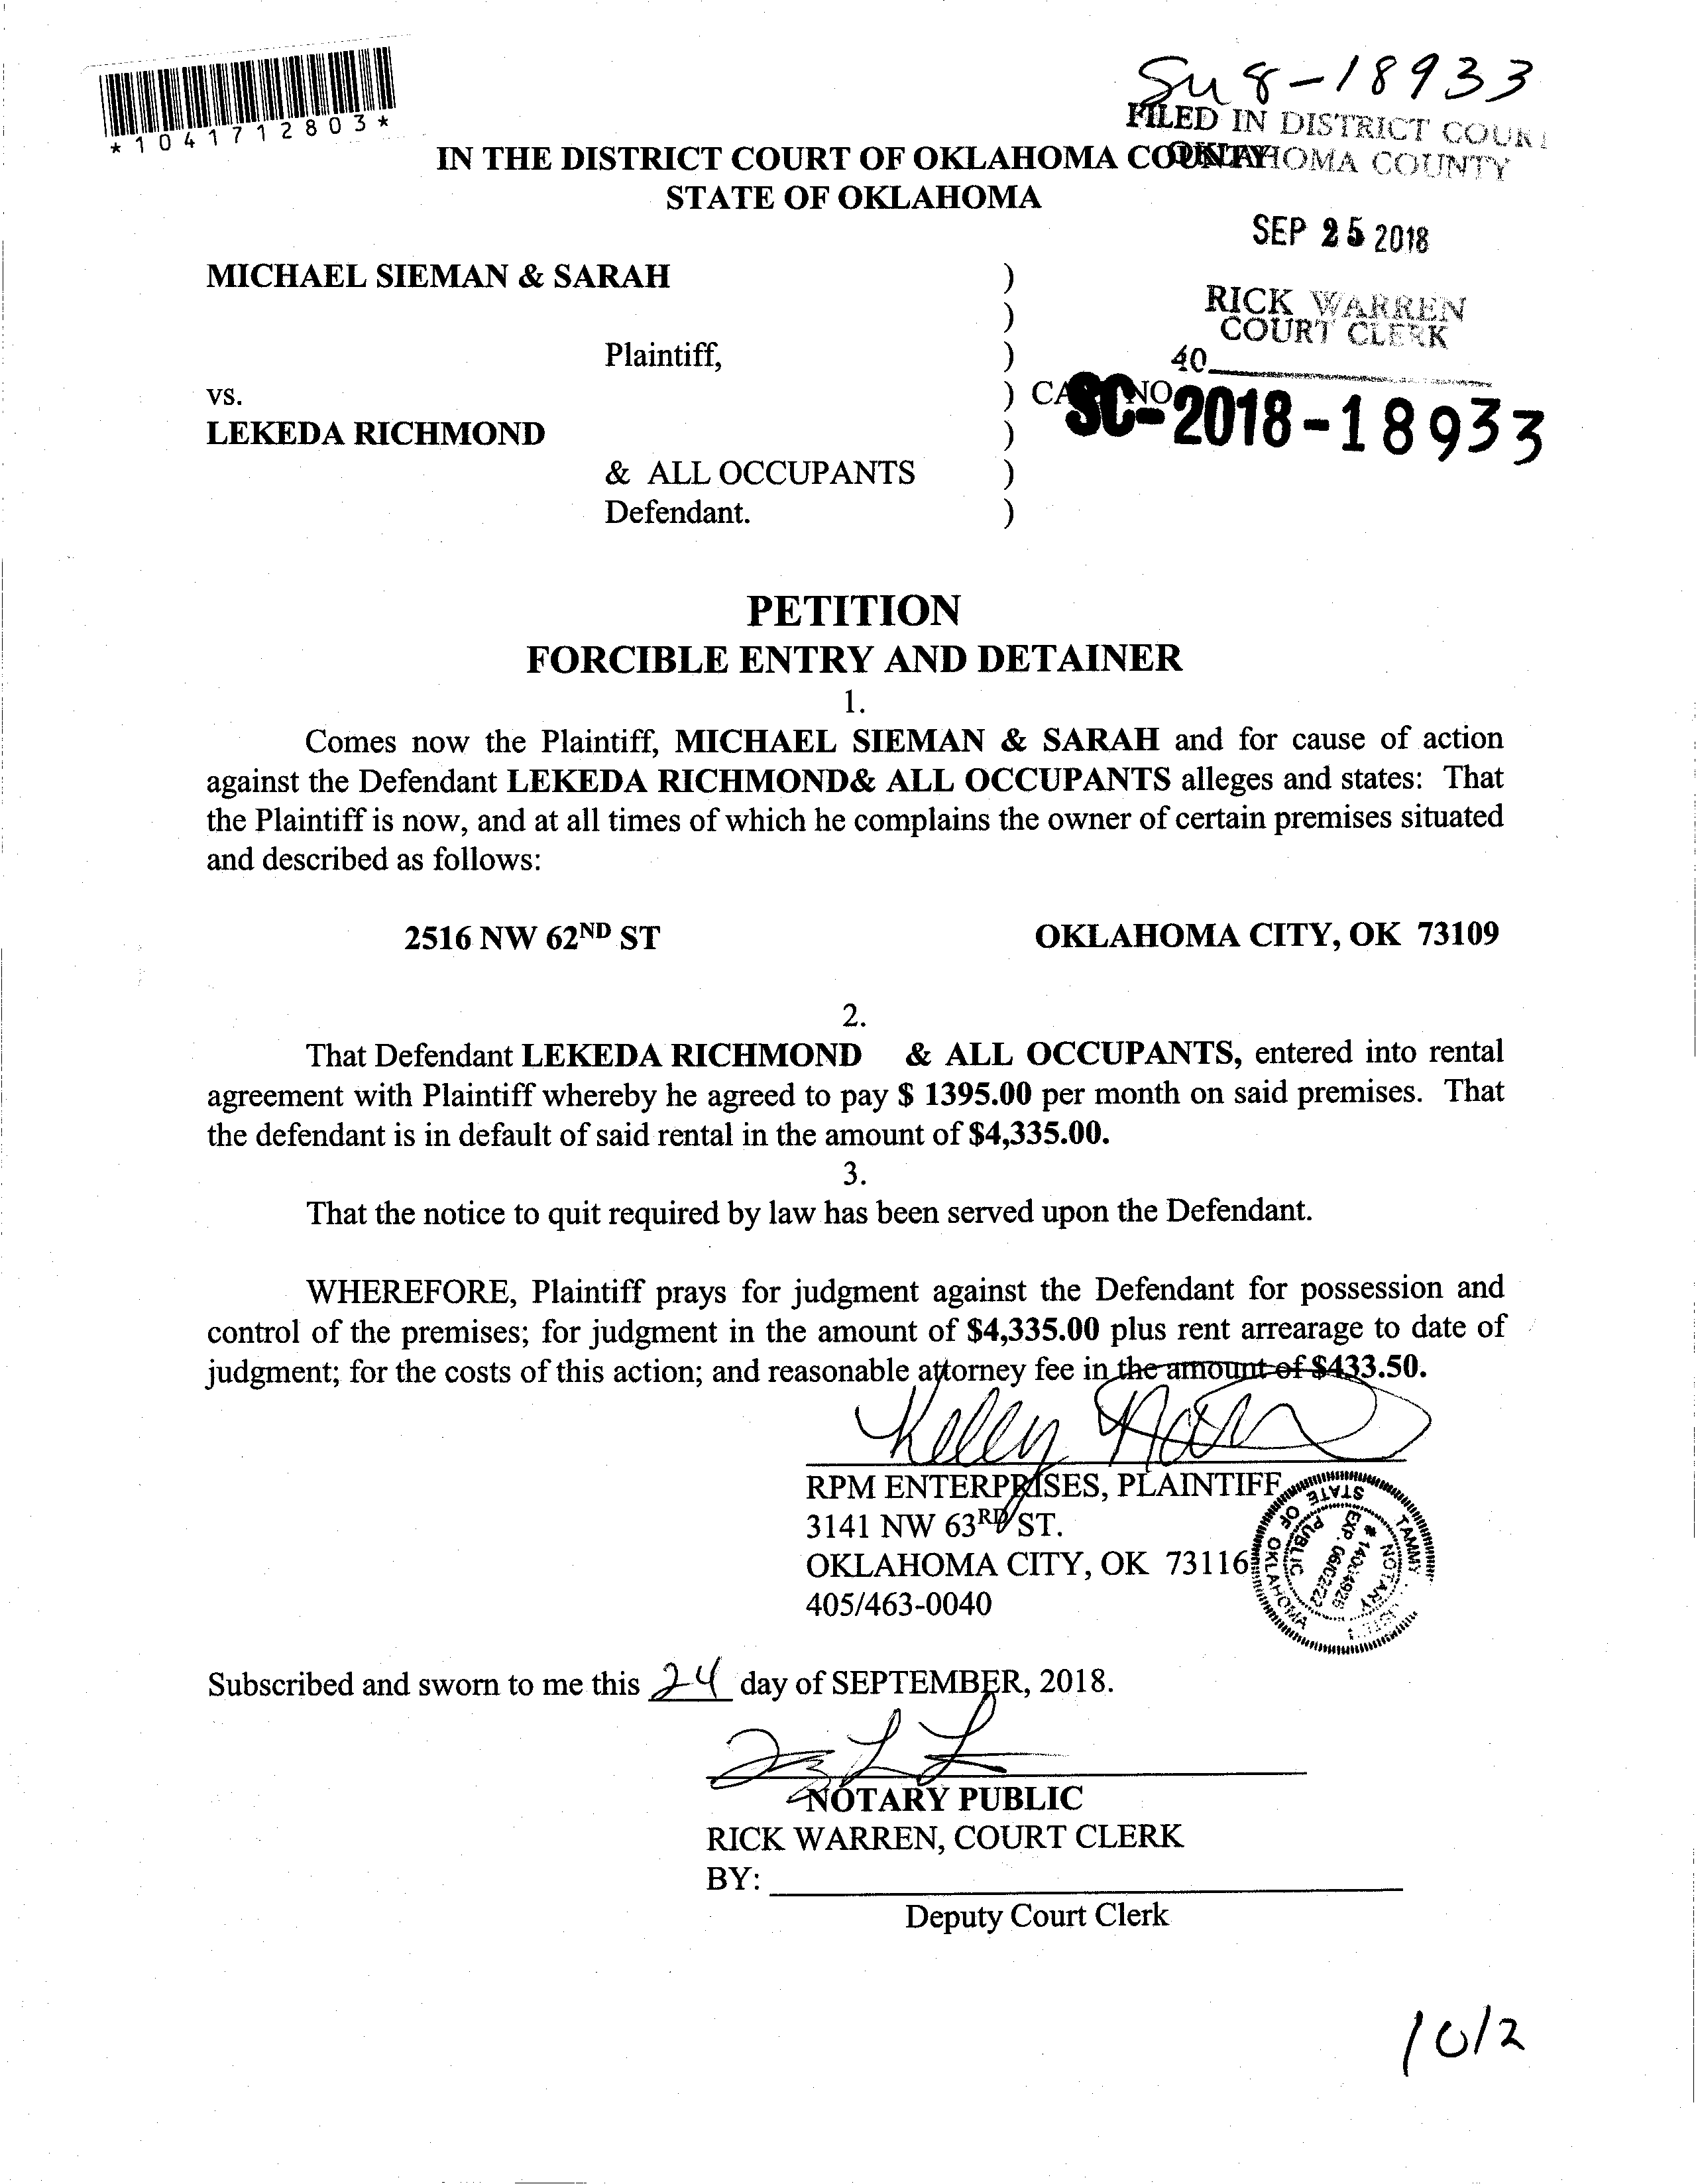 *1041712803*
Su 8-18933
FILED IN DISTRICT COURT
IN THE DISTRICT COURT OF OKLAHOMA COUNTY
OKLAHOMA COUNTY
STATE OF OKLAHOMA
SEP 25 2018
MICHAEL SIEMAN & SARAH )
)
RICK WARREN
COURT CLERK
Plaintiff, )
40
vs. ) CASE NO
SC-2018-18933
LEKEDA RICHMOND )
& ALL OCCUPANTS )
Defendant. )
PETITION
FORCIBLE ENTRY AND DETAINER
1.
Comes now the Plaintiff, MICHAEL SIEMAN & SARAH and for cause of action
against the Defendant LEKEDA RICHMOND& ALL OCCUPANTS alleges and states: That
the Plaintiff is now, and at all times of which he complains the owner of certain premises situated
and described as follows:
2516 NW 62ND ST OKLAHOMA CITY, OK 73109
2.
That Defendant LEKEDA RICHMOND & ALL OCCUPANTS, entered into rental
agreement with Plaintiff whereby he agreed to pay $ 1395.00 per month on said premises. That
the defendant is in default of said rental in the amount of $4,335.00.
3.
That the notice to quit required by law has been served upon the Defendant.
WHEREFORE, Plaintiff prays for judgment against the Defendant for possession and
control of the premises; for judgment in the amount of $4,335.00 plus rent arrearage to date of
judgment; for the costs of this action; and reasonable attorney fee in the amount of $433.50.
Kelly
RPM ENTERPRISES, PLAINTIFF
3141 NW 63RD ST.
OKLAHOMA CITY, OK 73116
405/463-0040
TAMMY
NOTARY
PUBLIC
STATE OF OKLAHOMA
EXP. 06/02/22
Subscribed and sworn to me this 24 day of SEPTEMBER, 2018.
NOTARY PUBLIC
RICK WARREN, COURT CLERK
BY:
Deputy Court Clerk
10/2